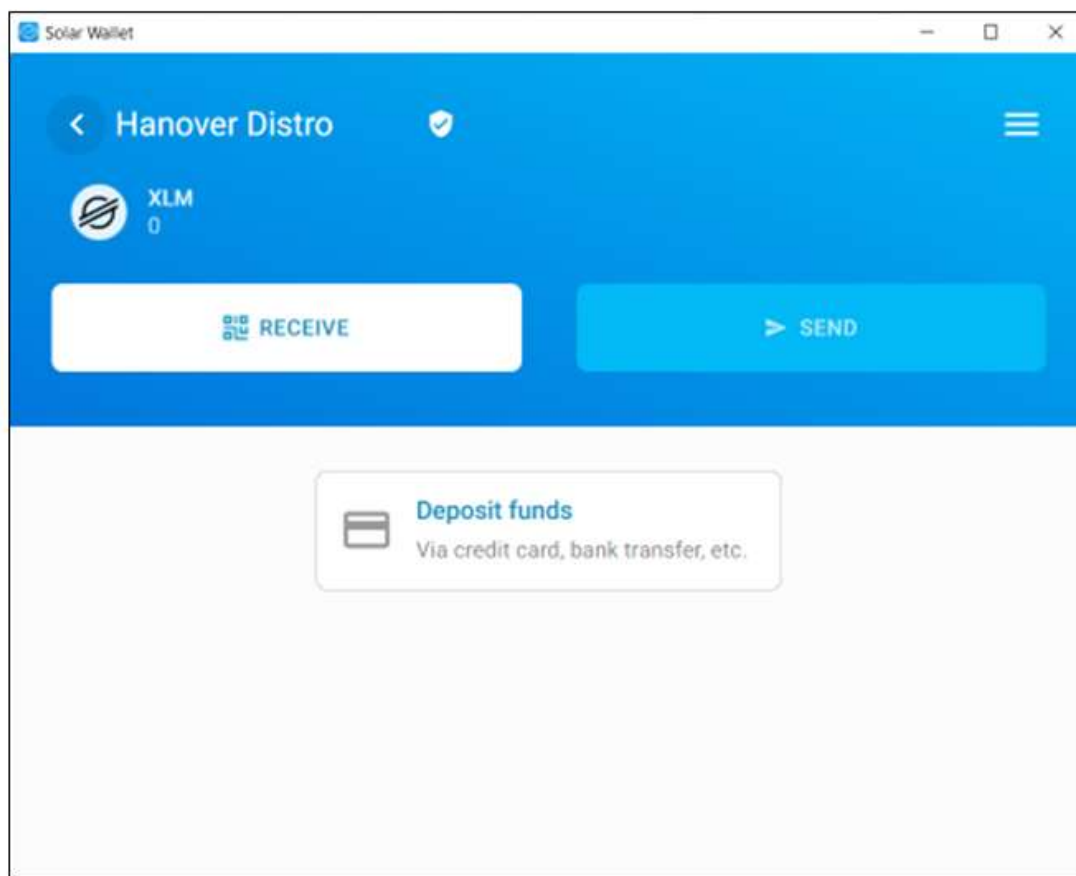 Solar Wallet
Hanover Distro
XLM
0
RECEIVE
SEND
Deposit funds
Via credit card, bank transfer, etc.